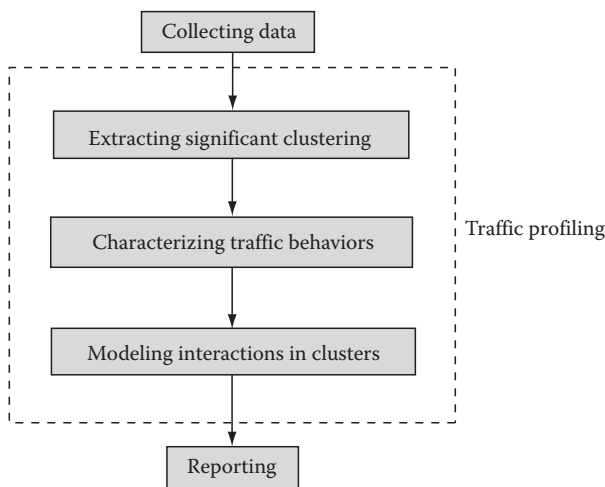 Collecting data
Extracting significant clustering
Characterizing traffic behaviors
Traffic profiling
Modeling interactions in clusters
Reporting